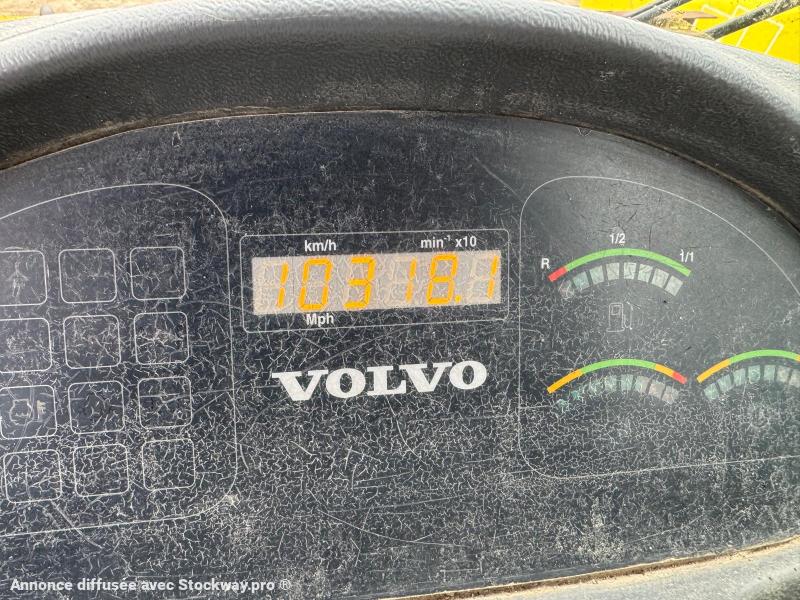 km/h min⁻¹ x10
10318.1
Mph
VOLVO
R 1/2 1/1
Annonce diffusée avec Stockway.pro ®